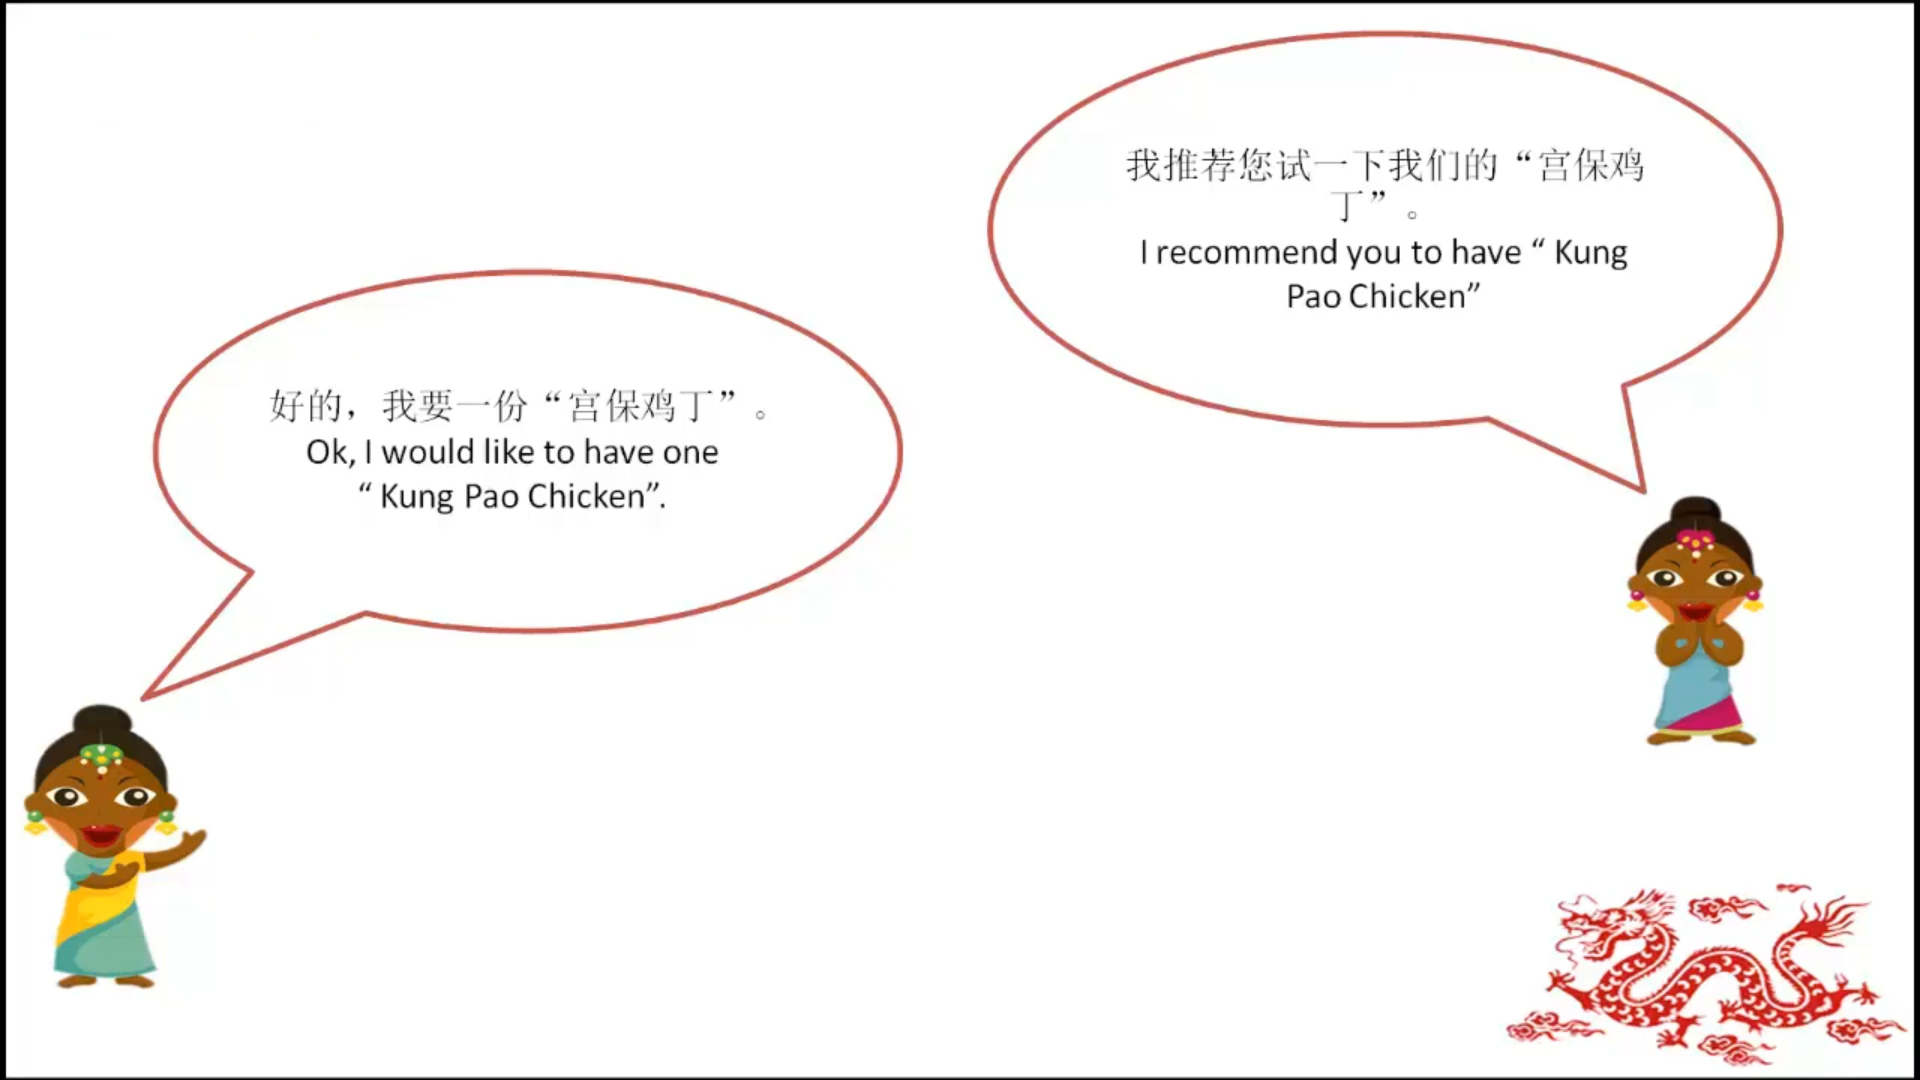 我推荐您试一下我们的“宫保鸡
丁”。
I recommend you to have “ Kung
Pao Chicken”
好的，我要一份“宫保鸡丁”。
Ok, I would like to have one
“ Kung Pao Chicken”.